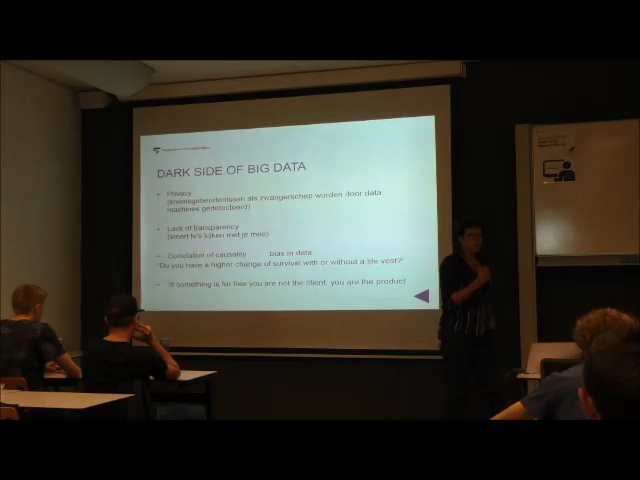 DARK SIDE OF BIG DATA
Privacy
(levensgebeurtenissen als zwangerschap worden door data
machines gedetecteerd)
Lack of transparency
(smart tv's kijken met je mee)
Correlation of causality bias in data
"Do you have a higher change of survival with or without a life vest?"
"If something is for free you are not the client, you are the product